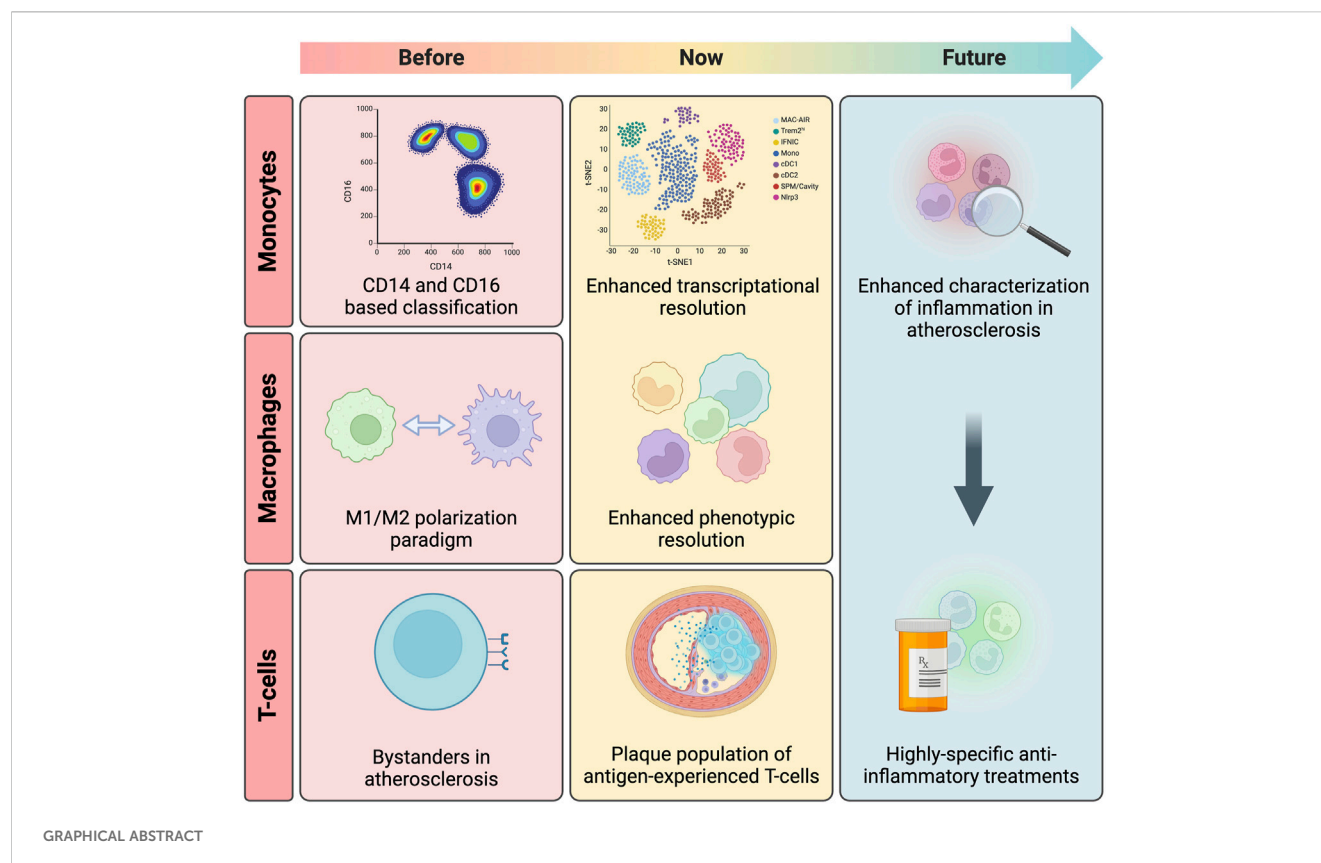 Before
Now
Future
Monocytes
1000
800
600
400
200
0
CD16
0 200 400 600 800 1000
CD14
CD14 and CD16
based classification
30
20
10
0
-10
-20
-30
t-SNE2
-30 -20 -10 0 10 20 30
t-SNE1
MAC-AIR
Trem2hi
IFNIC
Mono
cDC1
cDC2
SPM/Cavity
Nlrp3
Enhanced transcriptational
resolution
Enhanced characterization
of inflammation in
atherosclerosis
Macrophages
M1/M2 polarization
paradigm
Enhanced phenotypic
resolution
T-cells
Bystanders in
atherosclerosis
Plaque population of
antigen-experienced T-cells
Rx
Highly-specific anti-
inflammatory treatments
GRAPHICAL ABSTRACT